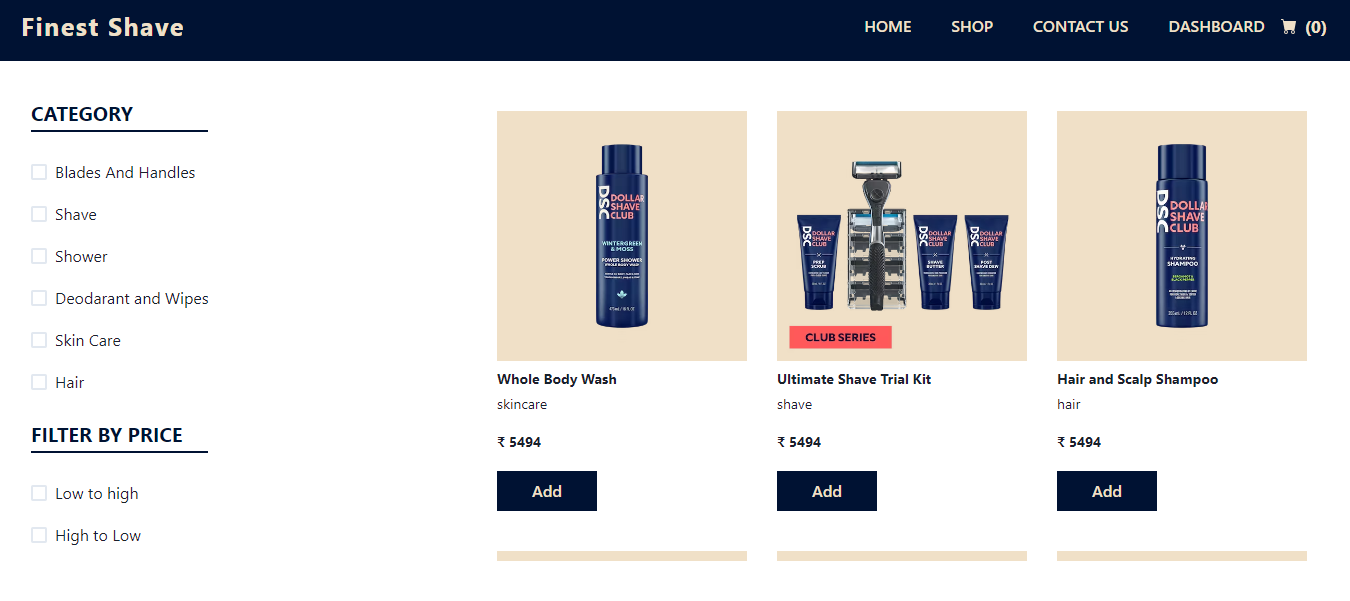 Finest Shave
HOME SHOP CONTACT US DASHBOARD (0)
CATEGORY
Blades And Handles
Shave
Shower
Deodarant and Wipes
Skin Care
Hair
FILTER BY PRICE
Low to high
High to Low
DSC
DOLLAR
SHAVE
CLUB
WINTERGREEN
& MOSS
POWER SHOWER
WHOLE BODY WASH
DSC
DOLLAR
SHAVE
CLUB
PREP
SCRUB
DSC
DOLLAR
SHAVE
CLUB
SHAVE
BUTTER
DSC
DOLLAR
SHAVE
CLUB
POST
SHAVE DEW
CLUB SERIES
DSC
DOLLAR
SHAVE
CLUB
HYDRATING
SHAMPOO
Whole Body Wash
skincare
₹ 5494
Add
Ultimate Shave Trial Kit
shave
₹ 5494
Add
Hair and Scalp Shampoo
hair
₹ 5494
Add